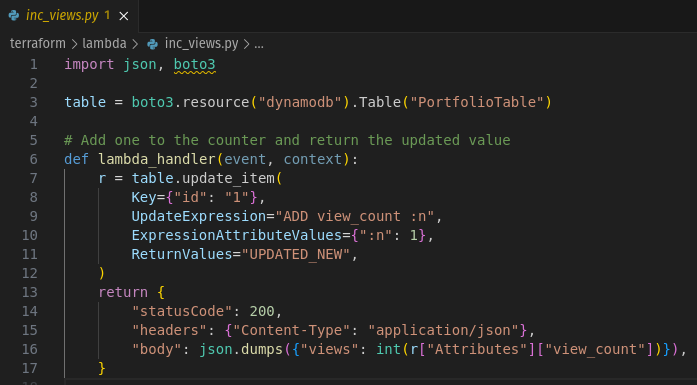 inc_views.py 1 ×
terraform > lambda > inc_views.py > ...
1 import json, boto3
2
3 table = boto3.resource("dynamodb").Table("PortfolioTable")
4
5 # Add one to the counter and return the updated value
6 def lambda_handler(event, context):
7     r = table.update_item(
8         Key={"id": "1"},
9         UpdateExpression="ADD view_count :n",
10         ExpressionAttributeValues={":n": 1},
11         ReturnValues="UPDATED_NEW",
12     )
13     return {
14         "statusCode": 200,
15         "headers": {"Content-Type": "application/json"},
16         "body": json.dumps({"views": int(r["Attributes"]["view_count"])}),
17     }
18